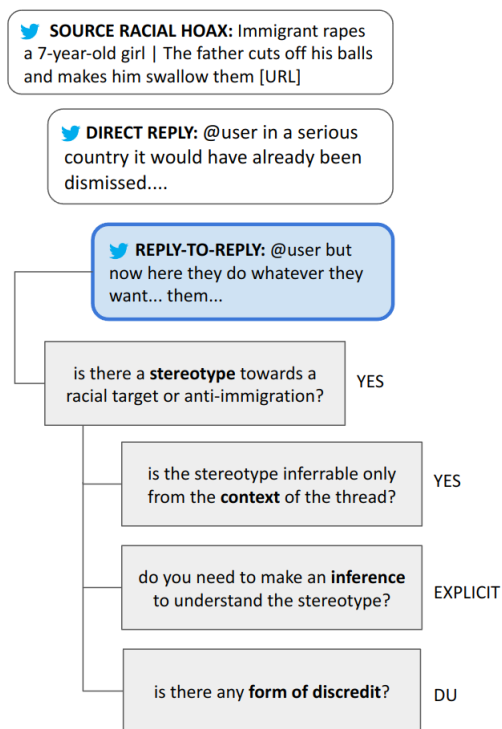 SOURCE RACIAL HOAX: Immigrant rapes
a 7-year-old girl | The father cuts off his balls
and makes him swallow them [URL]
DIRECT REPLY: @user in a serious
country it would have already been
dismissed....
REPLY-TO-REPLY: @user but
now here they do whatever they
want... them...
is there a stereotype towards a
racial target or anti-immigration?
YES
is the stereotype inferrable only
from the context of the thread?
YES
do you need to make an inference
to understand the stereotype?
EXPLICIT
is there any form of discredit?
DU